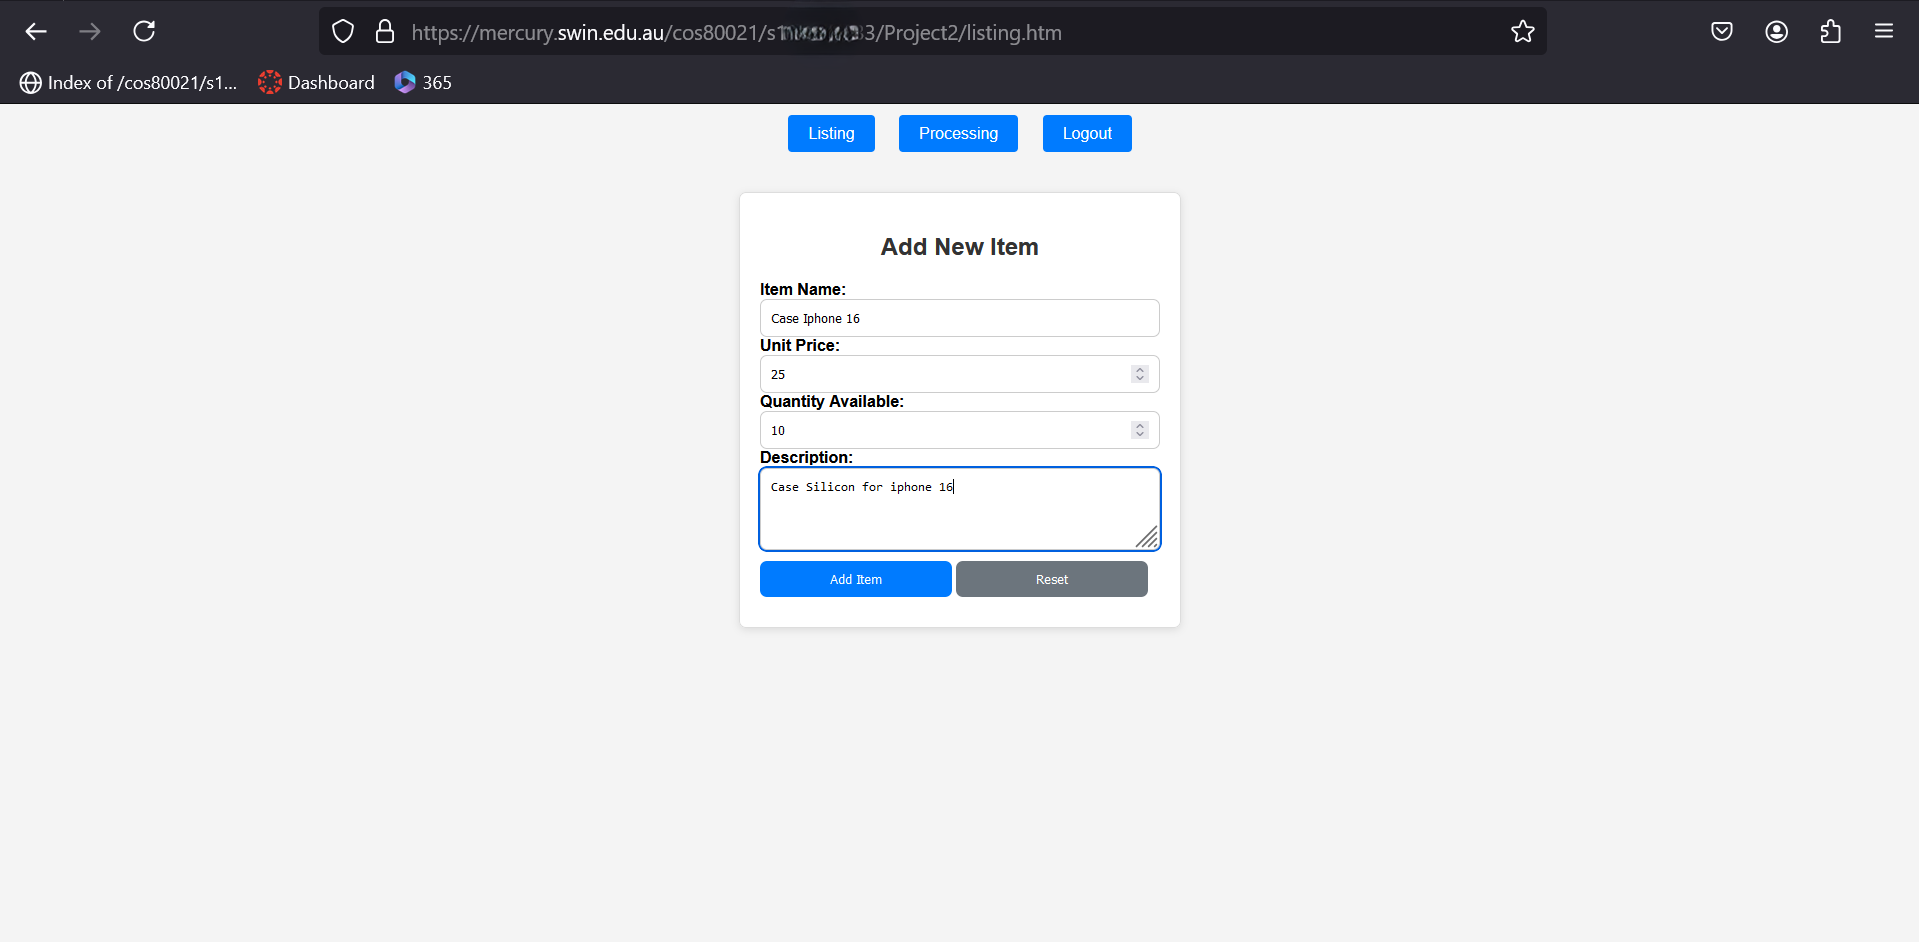 https://mercury.swin.edu.au/cos80021/s1 3/Project2/listing.htm
Index of /cos80021/s1... Dashboard 365
Listing Processing Logout
Add New Item
Item Name:
Case Iphone 16
Unit Price:
25
Quantity Available:
10
Description:
Case Silicon for iphone 16
Add Item Reset